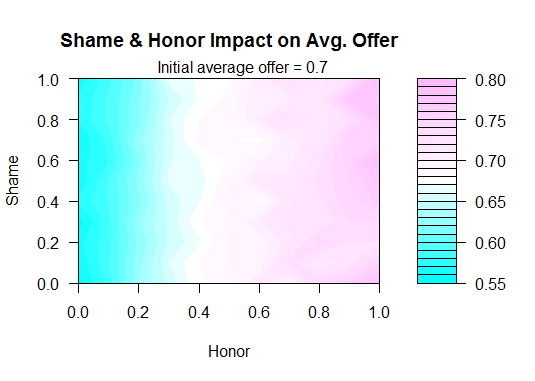 Shame & Honor Impact on Avg. Offer
Initial average offer = 0.7
1.0
0.8
0.6
0.4
0.2
0.0
Shame
0.0 0.2 0.4 0.6 0.8 1.0
Honor
0.80
0.75
0.70
0.65
0.60
0.55